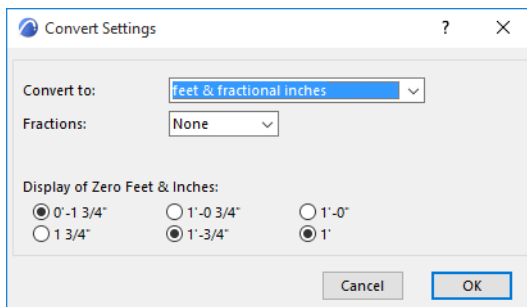 Convert Settings ?
Convert to: feet & fractional inches
Fractions: None
Display of Zero Feet & Inches:
0'-1 3/4" 1'-0 3/4" 1'-0"
1 3/4" 1'-3/4" 1'
Cancel OK